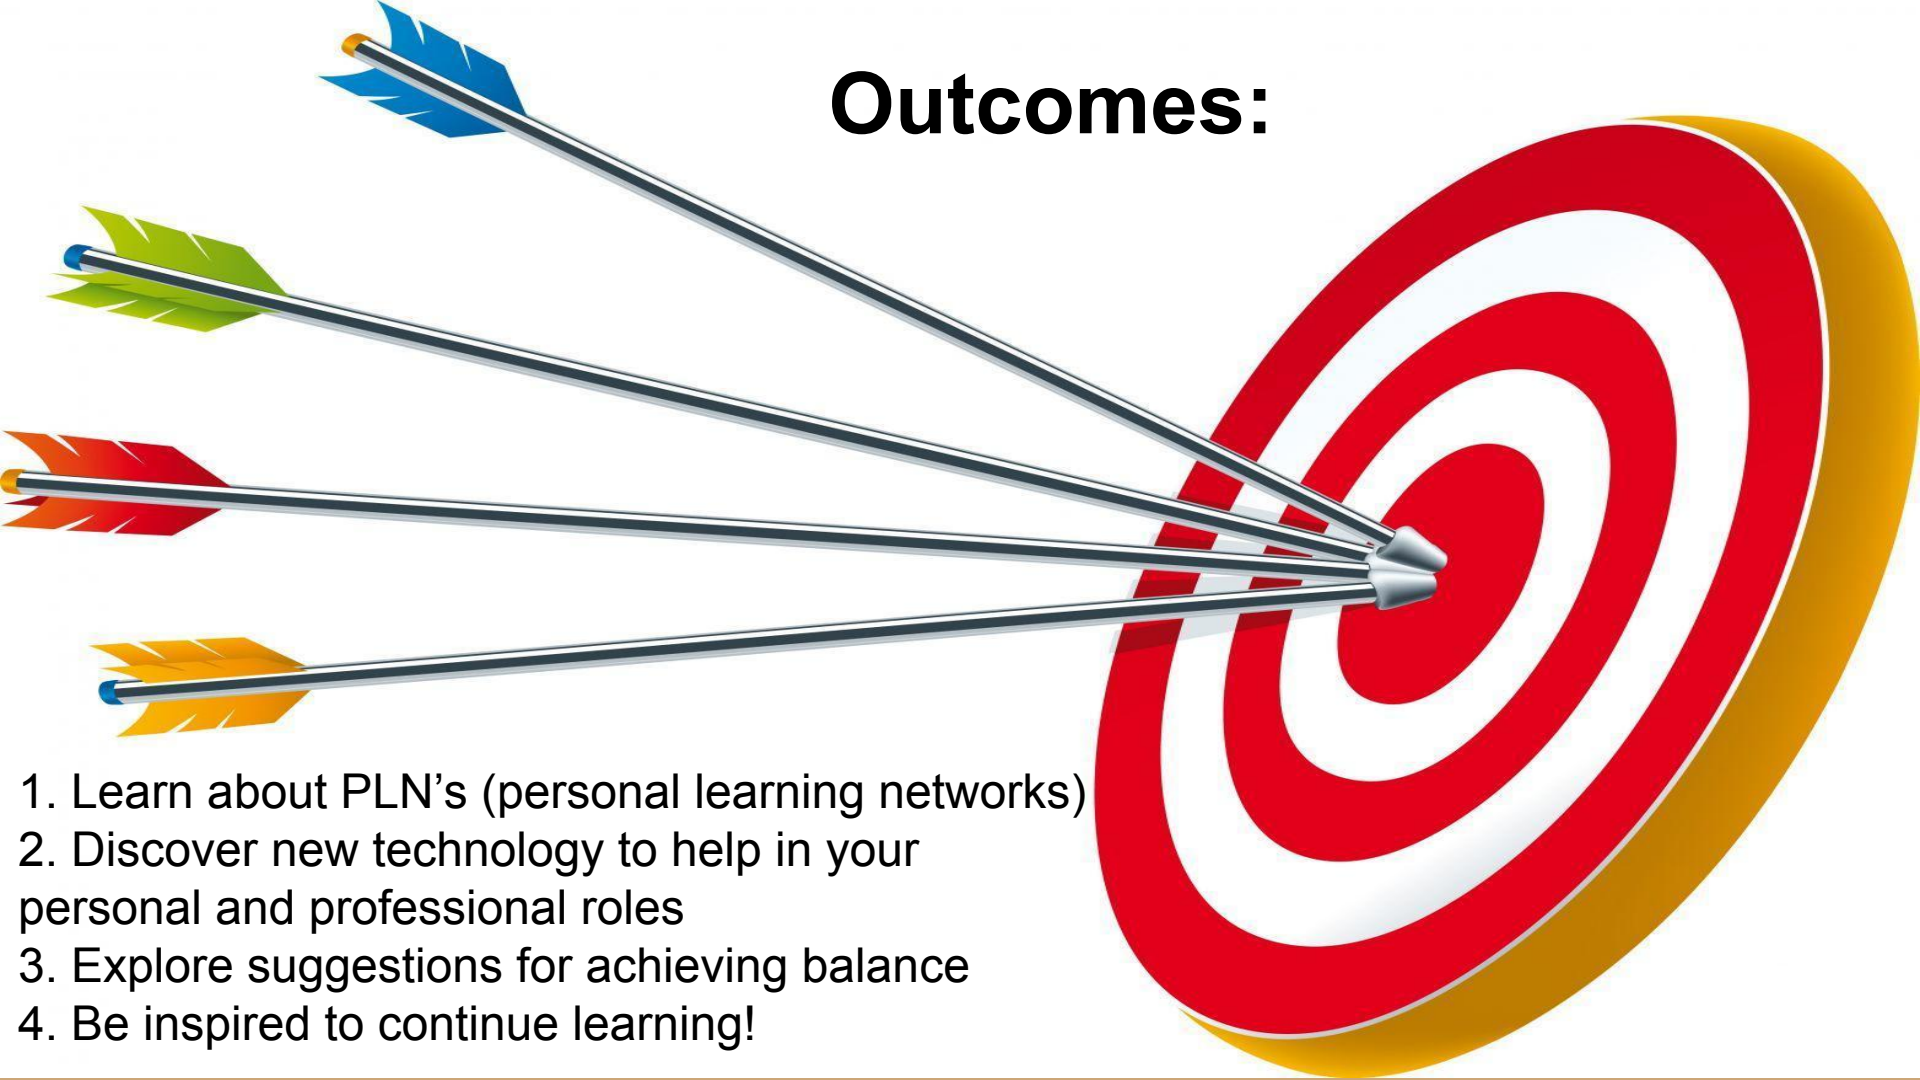 Outcomes:
1. Learn about PLN’s (personal learning networks)
2. Discover new technology to help in your
personal and professional roles
3. Explore suggestions for achieving balance
4. Be inspired to continue learning!